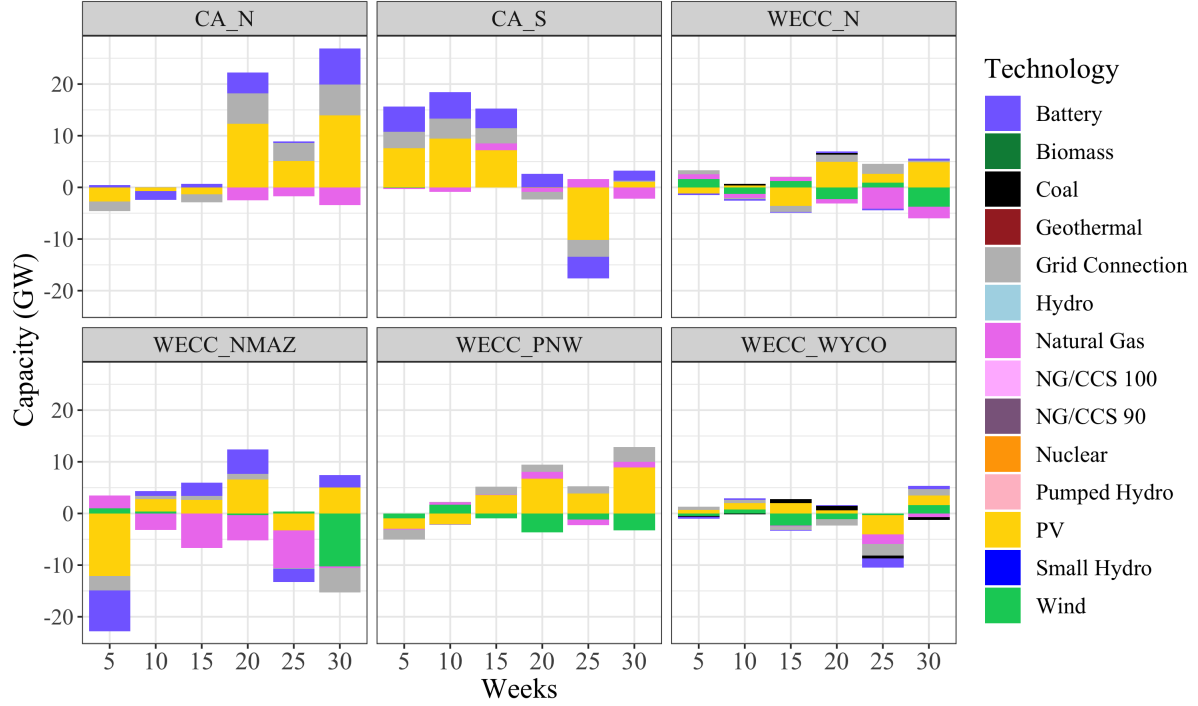 CA_N CA_S WECC_N
20
10
0
-10
-20
WECC_NMAZ WECC_PNW WECC_WYCO
20
10
0
-10
-20
5 10 15 20 25 30 5 10 15 20 25 30 5 10 15 20 25 30
Weeks
Capacity (GW)
Technology
Battery
Biomass
Coal
Geothermal
Grid Connection
Hydro
Natural Gas
NG/CCS 100
NG/CCS 90
Nuclear
Pumped Hydro
PV
Small Hydro
Wind